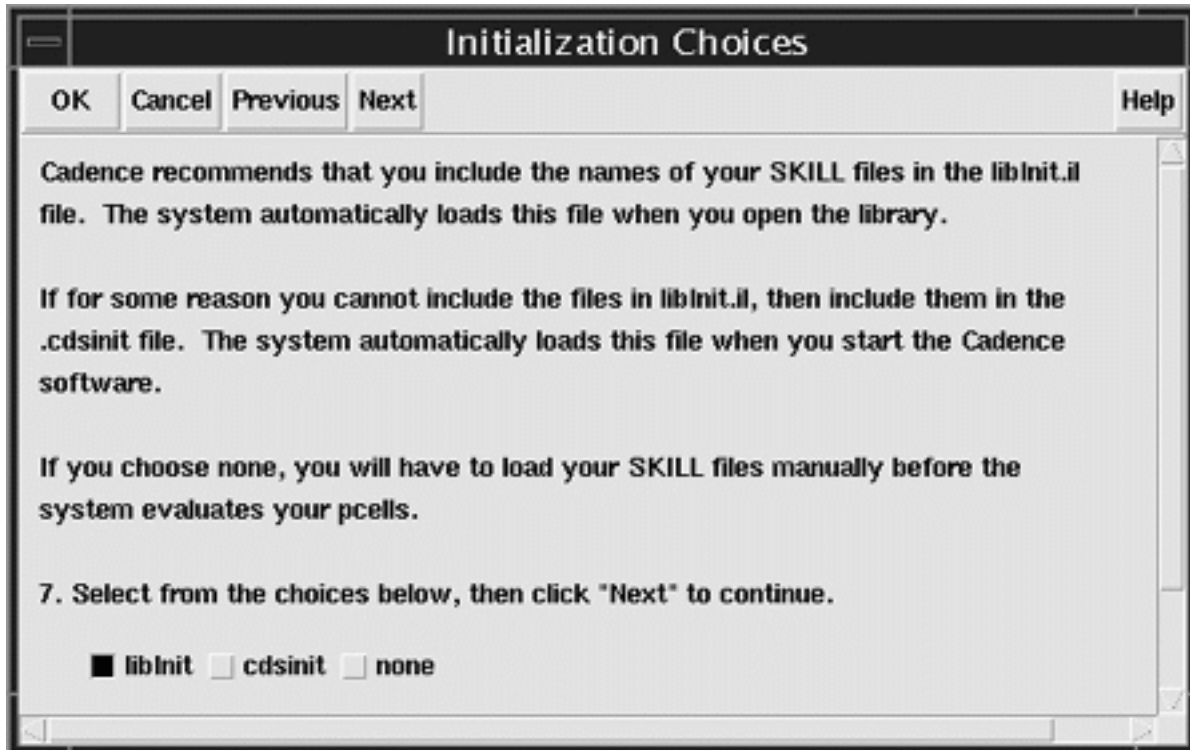 Initialization Choices
OK Cancel Previous Next Help
Cadence recommends that you include the names of your SKILL files in the libInit.il
file. The system automatically loads this file when you open the library.
If for some reason you cannot include the files in libInit.il, then include them in the
.cdsinit file. The system automatically loads this file when you start the Cadence
software.
If you choose none, you will have to load your SKILL files manually before the
system evaluates your pcells.
7. Select from the choices below, then click "Next" to continue.
libInit cdsinit none